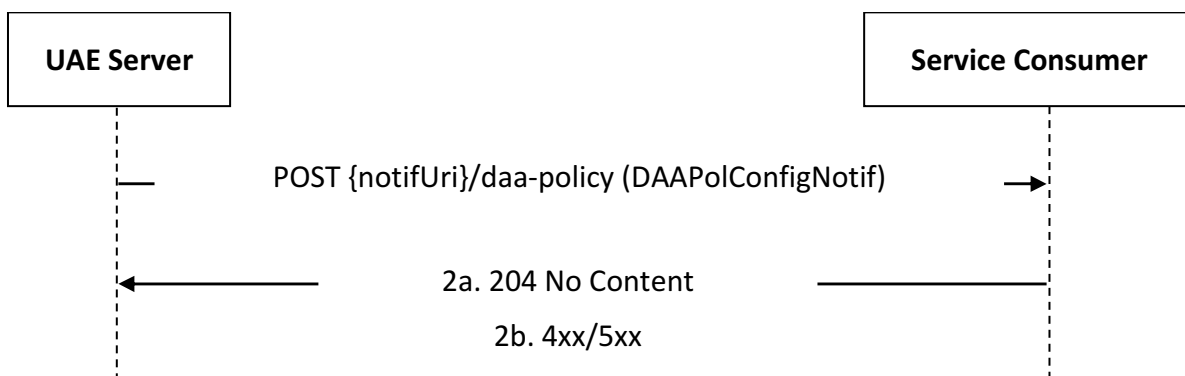 UAE Server
Service Consumer
POST {notifUri}/daa-policy (DAAPolConfigNotif)
2a. 204 No Content
2b. 4xx/5xx